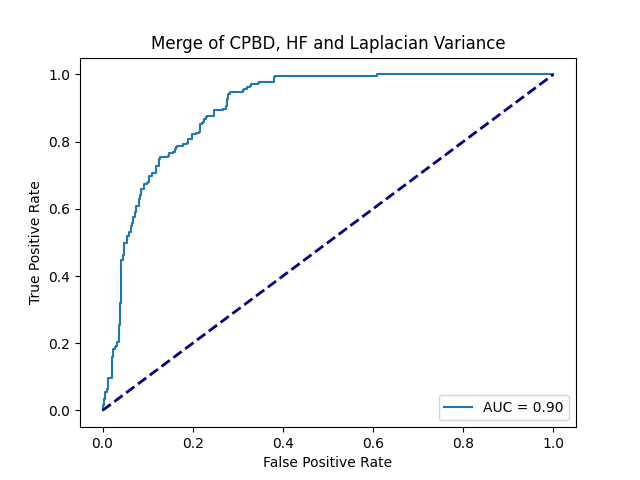 Merge of CPBD, HF and Laplacian Variance
True Positive Rate
1.0
0.8
0.6
0.4
0.2
0.0
AUC = 0.90
0.0 0.2 0.4 0.6 0.8 1.0
False Positive Rate